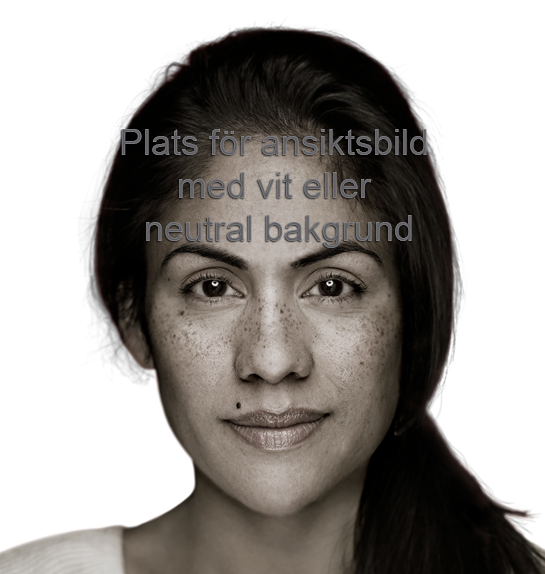 Plats för ansiktsbild
med vit eller
neutral bakgrund